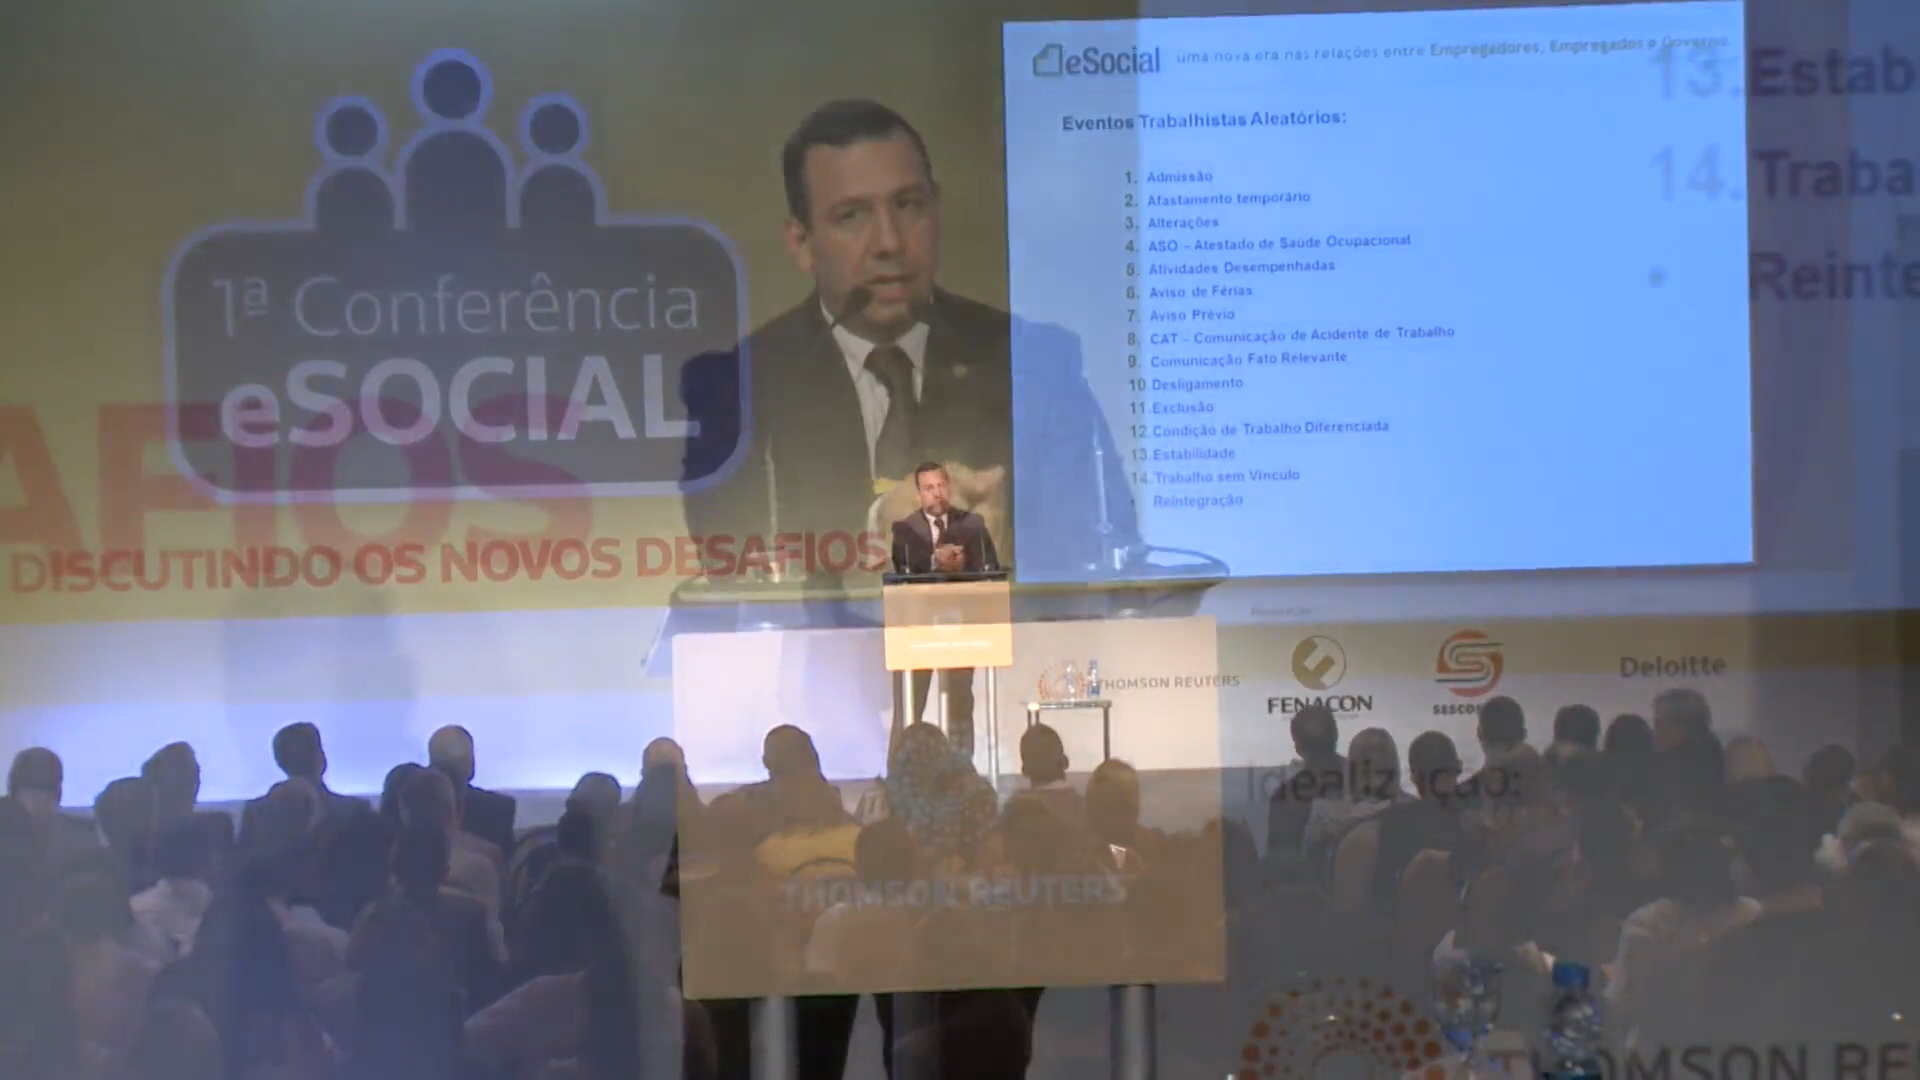 eSocial uma nova era nas relações entre Empregadores, Empregados e Governo
Eventos Trabalhistas Aleatórios:
1. Admissão
2. Afastamento temporário
3. Alterações
4. ASO - Atestado de Saúde Ocupacional
5. Atividades Desempenhadas
6. Aviso de Férias
7. Aviso Prévio
8. CAT - Comunicação de Acidente de Trabalho
9. Comunicação Fato Relevante
10 Desligamento
11. Exclusão
12. Condição de Trabalho Diferenciada
13. Estabilidade
14. Trabalho sem Vínculo
• Reintegração
13. Estab
14. Traba
• Reinte
1ª Conferência
eSOCIAL
AFIOS
DISCUTINDO OS NOVOS DESAFIOS
THOMSON REUTERS
FENACON
SESCO
Deloitte
Idealização:
THOMSON REUTERS
THOMSON RE